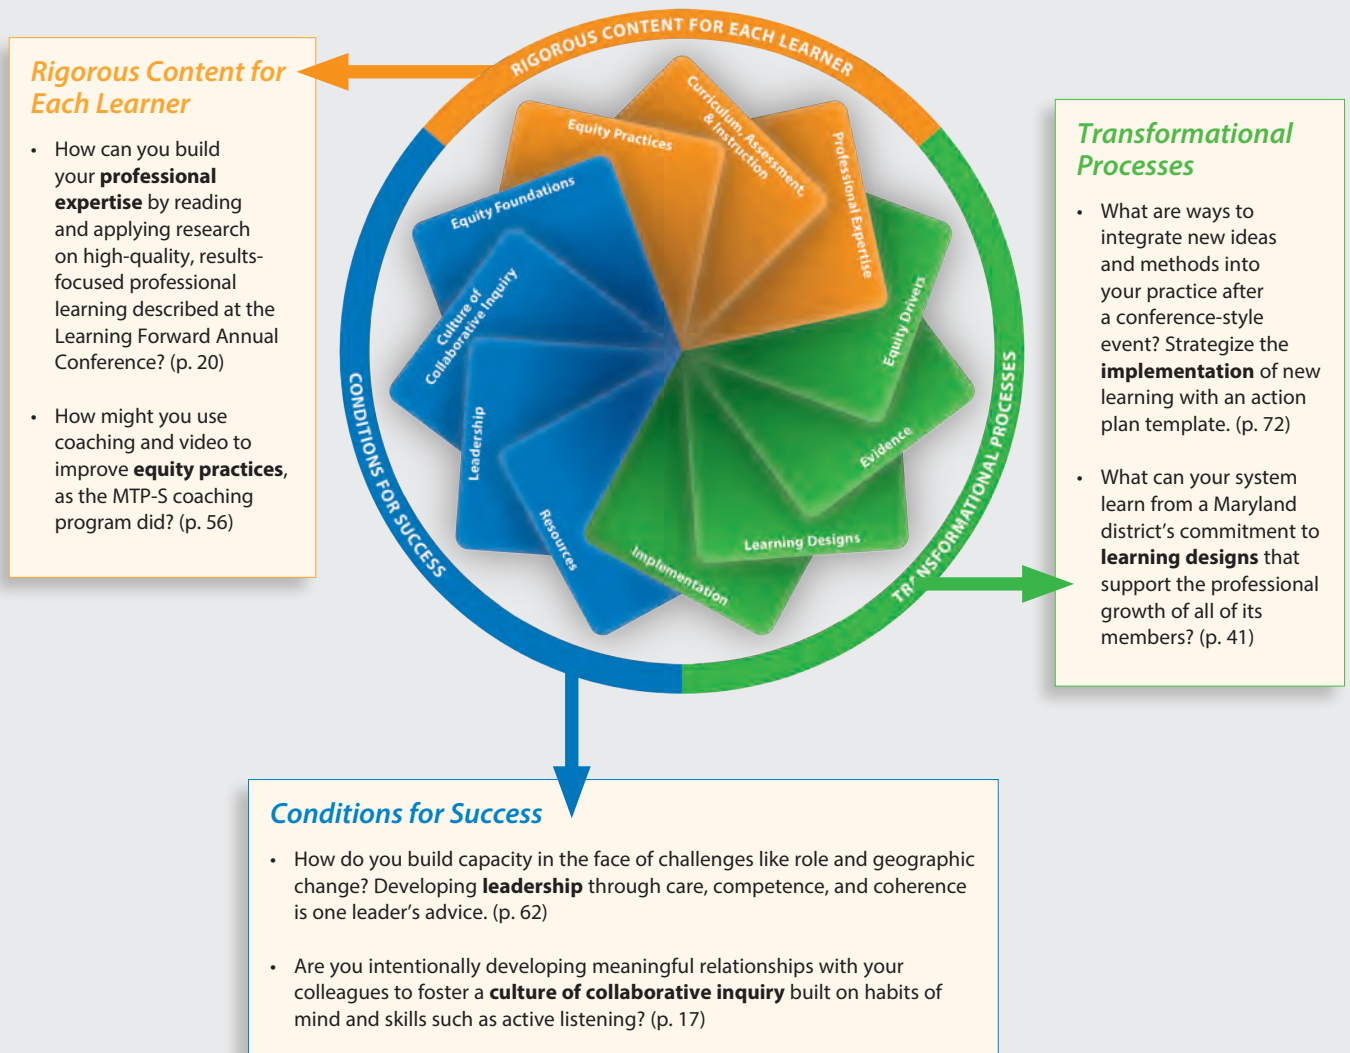 RIGOROUS CONTENT FOR EACH LEARNER
Rigorous Content for
Each Learner
• How can you build
your professional
expertise by reading
and applying research
on high-quality, results-
focused professional
learning described at the
Learning Forward Annual
Conference? (p. 20)
• How might you use
coaching and video to
improve equity practices,
as the MTP-S coaching
program did? (p. 56)
Equity Practices
Curriculum, Assessment,
& Instruction
Professional Expertise
Equity Foundations
Culture of
Collaborative Inquiry
Leadership
Resources
Equity Drivers
Evidence
Learning Designs
Implementation
CONDITIONS FOR SUCCESS
TRANSFORMATIONAL PROCESSES
Transformational
Processes
• What are ways to
integrate new ideas
and methods into
your practice after
a conference-style
event? Strategize the
implementation of new
learning with an action
plan template. (p. 72)
• What can your system
learn from a Maryland
district’s commitment to
learning designs that
support the professional
growth of all of its
members? (p. 41)
Conditions for Success
• How do you build capacity in the face of challenges like role and geographic
change? Developing leadership through care, competence, and coherence
is one leader’s advice. (p. 62)
• Are you intentionally developing meaningful relationships with your
colleagues to foster a culture of collaborative inquiry built on habits of
mind and skills such as active listening? (p. 17)